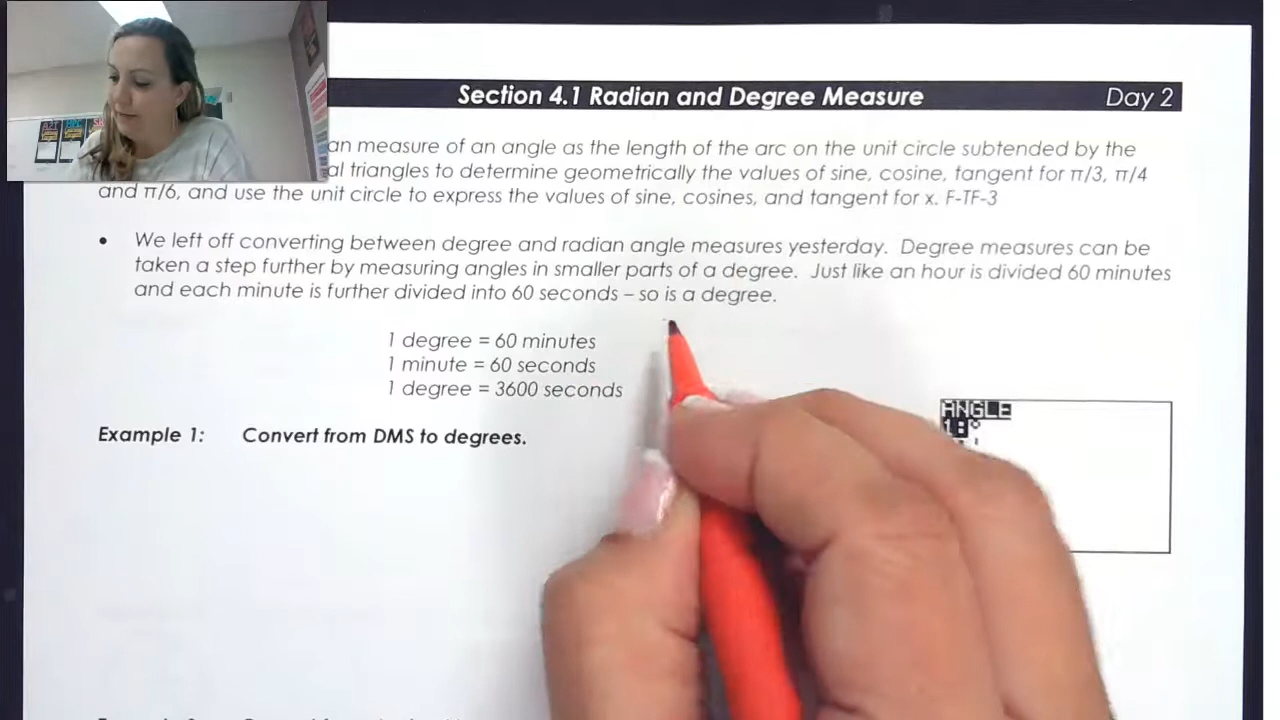 Section 4.1 Radian and Degree Measure Day 2
an measure of an angle as the length of the arc on the unit circle subtended by the
al triangles to determine geometrically the values of sine, cosine, tangent for π/3, π/4
and π/6, and use the unit circle to express the values of sine, cosines, and tangent for x. F-TF-3
• We left off converting between degree and radian angle measures yesterday. Degree measures can be
taken a step further by measuring angles in smaller parts of a degree. Just like an hour is divided 60 minutes
and each minute is further divided into 60 seconds – so is a degree.
1 degree = 60 minutes
1 minute = 60 seconds
1 degree = 3600 seconds
ANGLE
1:°
Example 1: Convert from DMS to degrees.